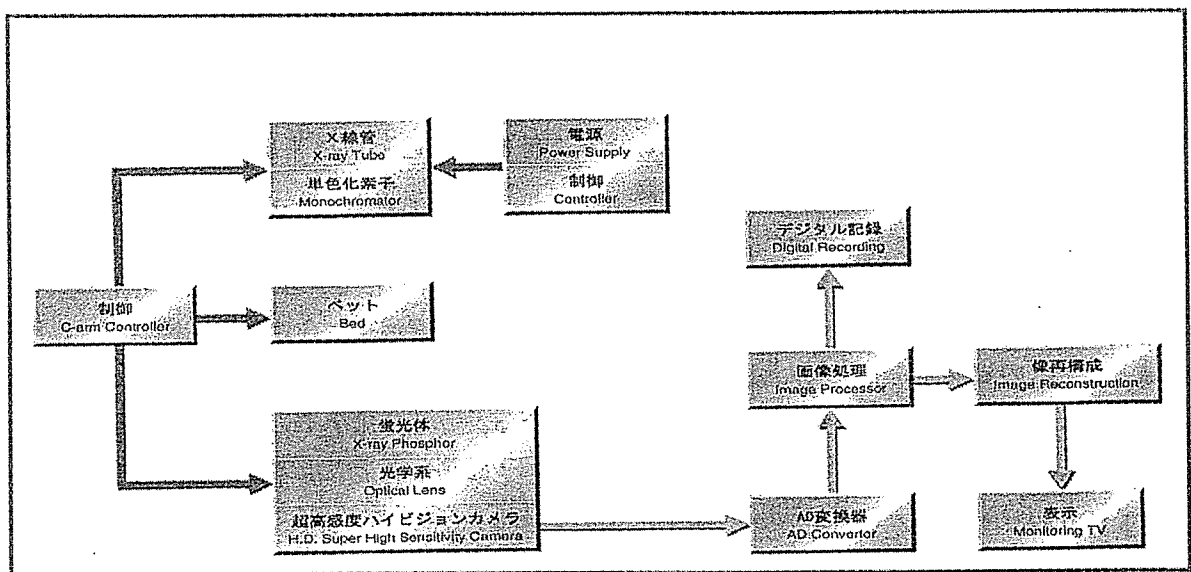 X線管
X-ray Tube
単色化素子
Monochromator
電源
Power Supply
制御
Controller
デジタル記録
Digital Recording
制御
C-arm Controller
ベット
Bed
画像処理
Image Processor
像再構成
Image Reconstruction
蛍光体
X-ray Phosphor
光学系
Optical Lens
超高感度ハイビジョンカメラ
H.D. Super High Sensitivity Camera
AD変換器
AD Convertor
表示
Monitoring TV